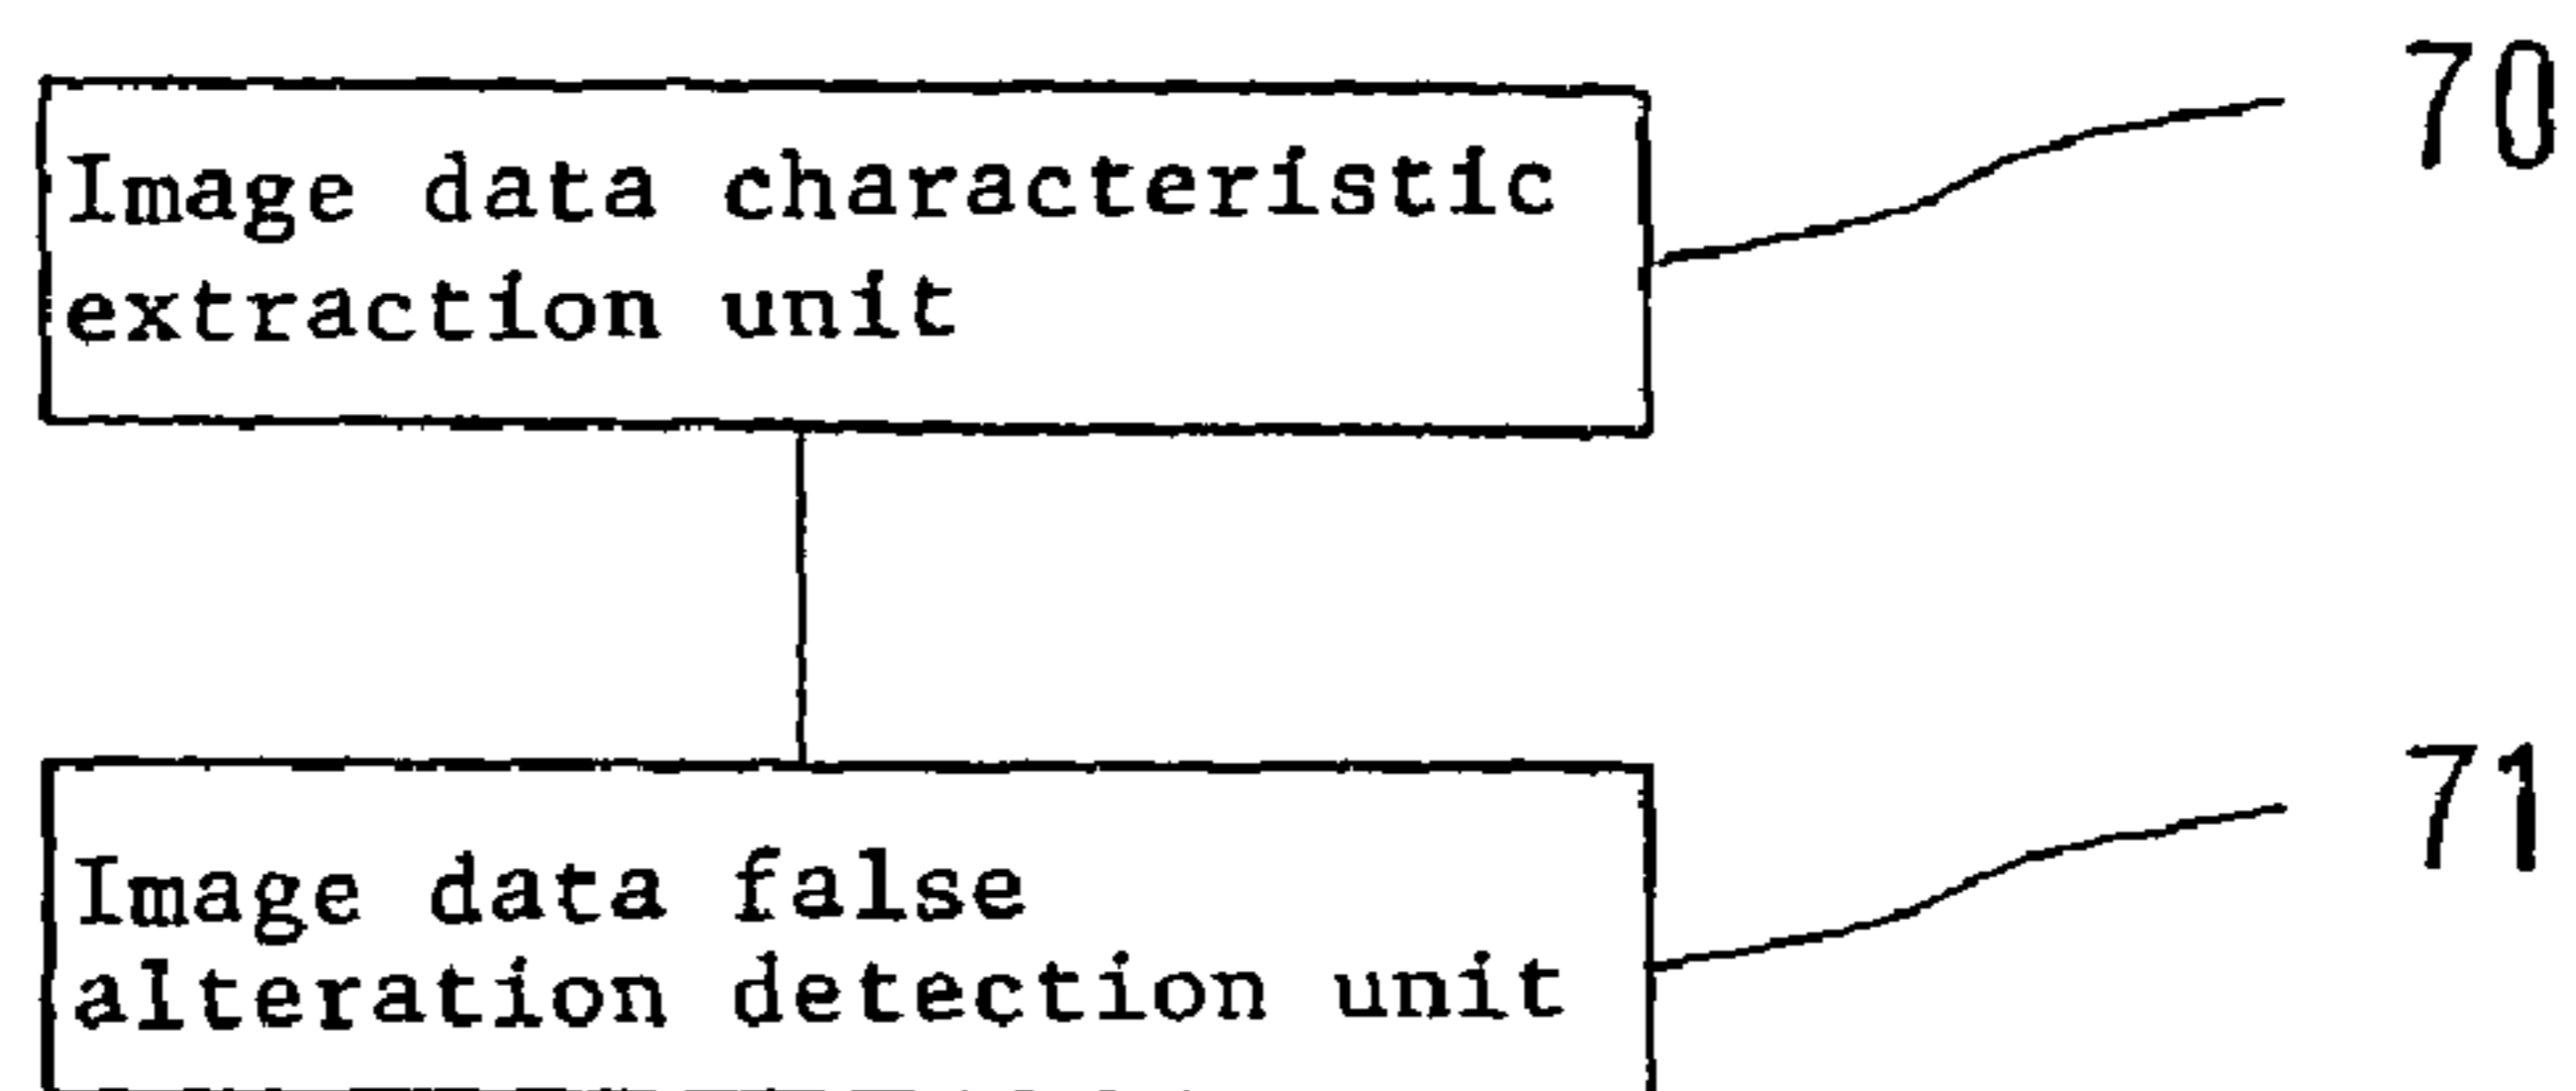 70
Image data characteristic
extraction unit
71
Image data false
alteration detection unit